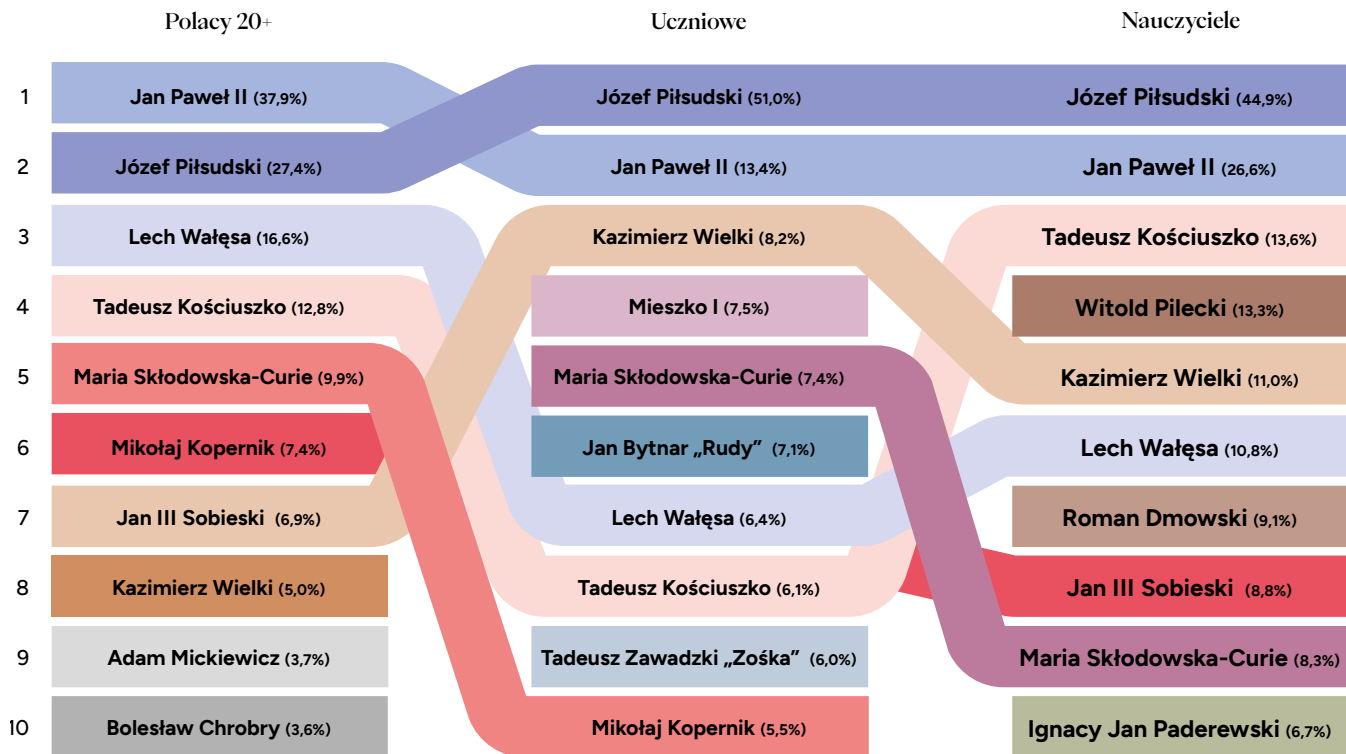 Polacy 20+ Uczniowe Nauczyciele
1 Jan Paweł II (37,9%) Józef Piłsudski (51,0%) Józef Piłsudski (44,9%)
2 Józef Piłsudski (27,4%) Jan Paweł II (13,4%) Jan Paweł II (26,6%)
3 Lech Wałęsa (16,6%) Kazimierz Wielki (8,2%) Tadeusz Kościuszko (13,6%)
4 Tadeusz Kościuszko (12,8%) Mieszko I (7,5%) Witold Pilecki (13,3%)
5 Maria Skłodowska-Curie (9,9%) Maria Skłodowska-Curie (7,4%) Kazimierz Wielki (11,0%)
6 Mikołaj Kopernik (7,4%) Jan Bytnar „Rudy” (7,1%) Lech Wałęsa (10,8%)
7 Jan III Sobieski (6,9%) Lech Wałęsa (6,4%) Roman Dmowski (9,1%)
8 Kazimierz Wielki (5,0%) Tadeusz Kościuszko (6,1%) Jan III Sobieski (8,8%)
9 Adam Mickiewicz (3,7%) Tadeusz Zawadzki „Zośka” (6,0%) Maria Skłodowska-Curie (8,3%)
10 Bolesław Chrobry (3,6%) Mikołaj Kopernik (5,5%) Ignacy Jan Paderewski (6,7%)